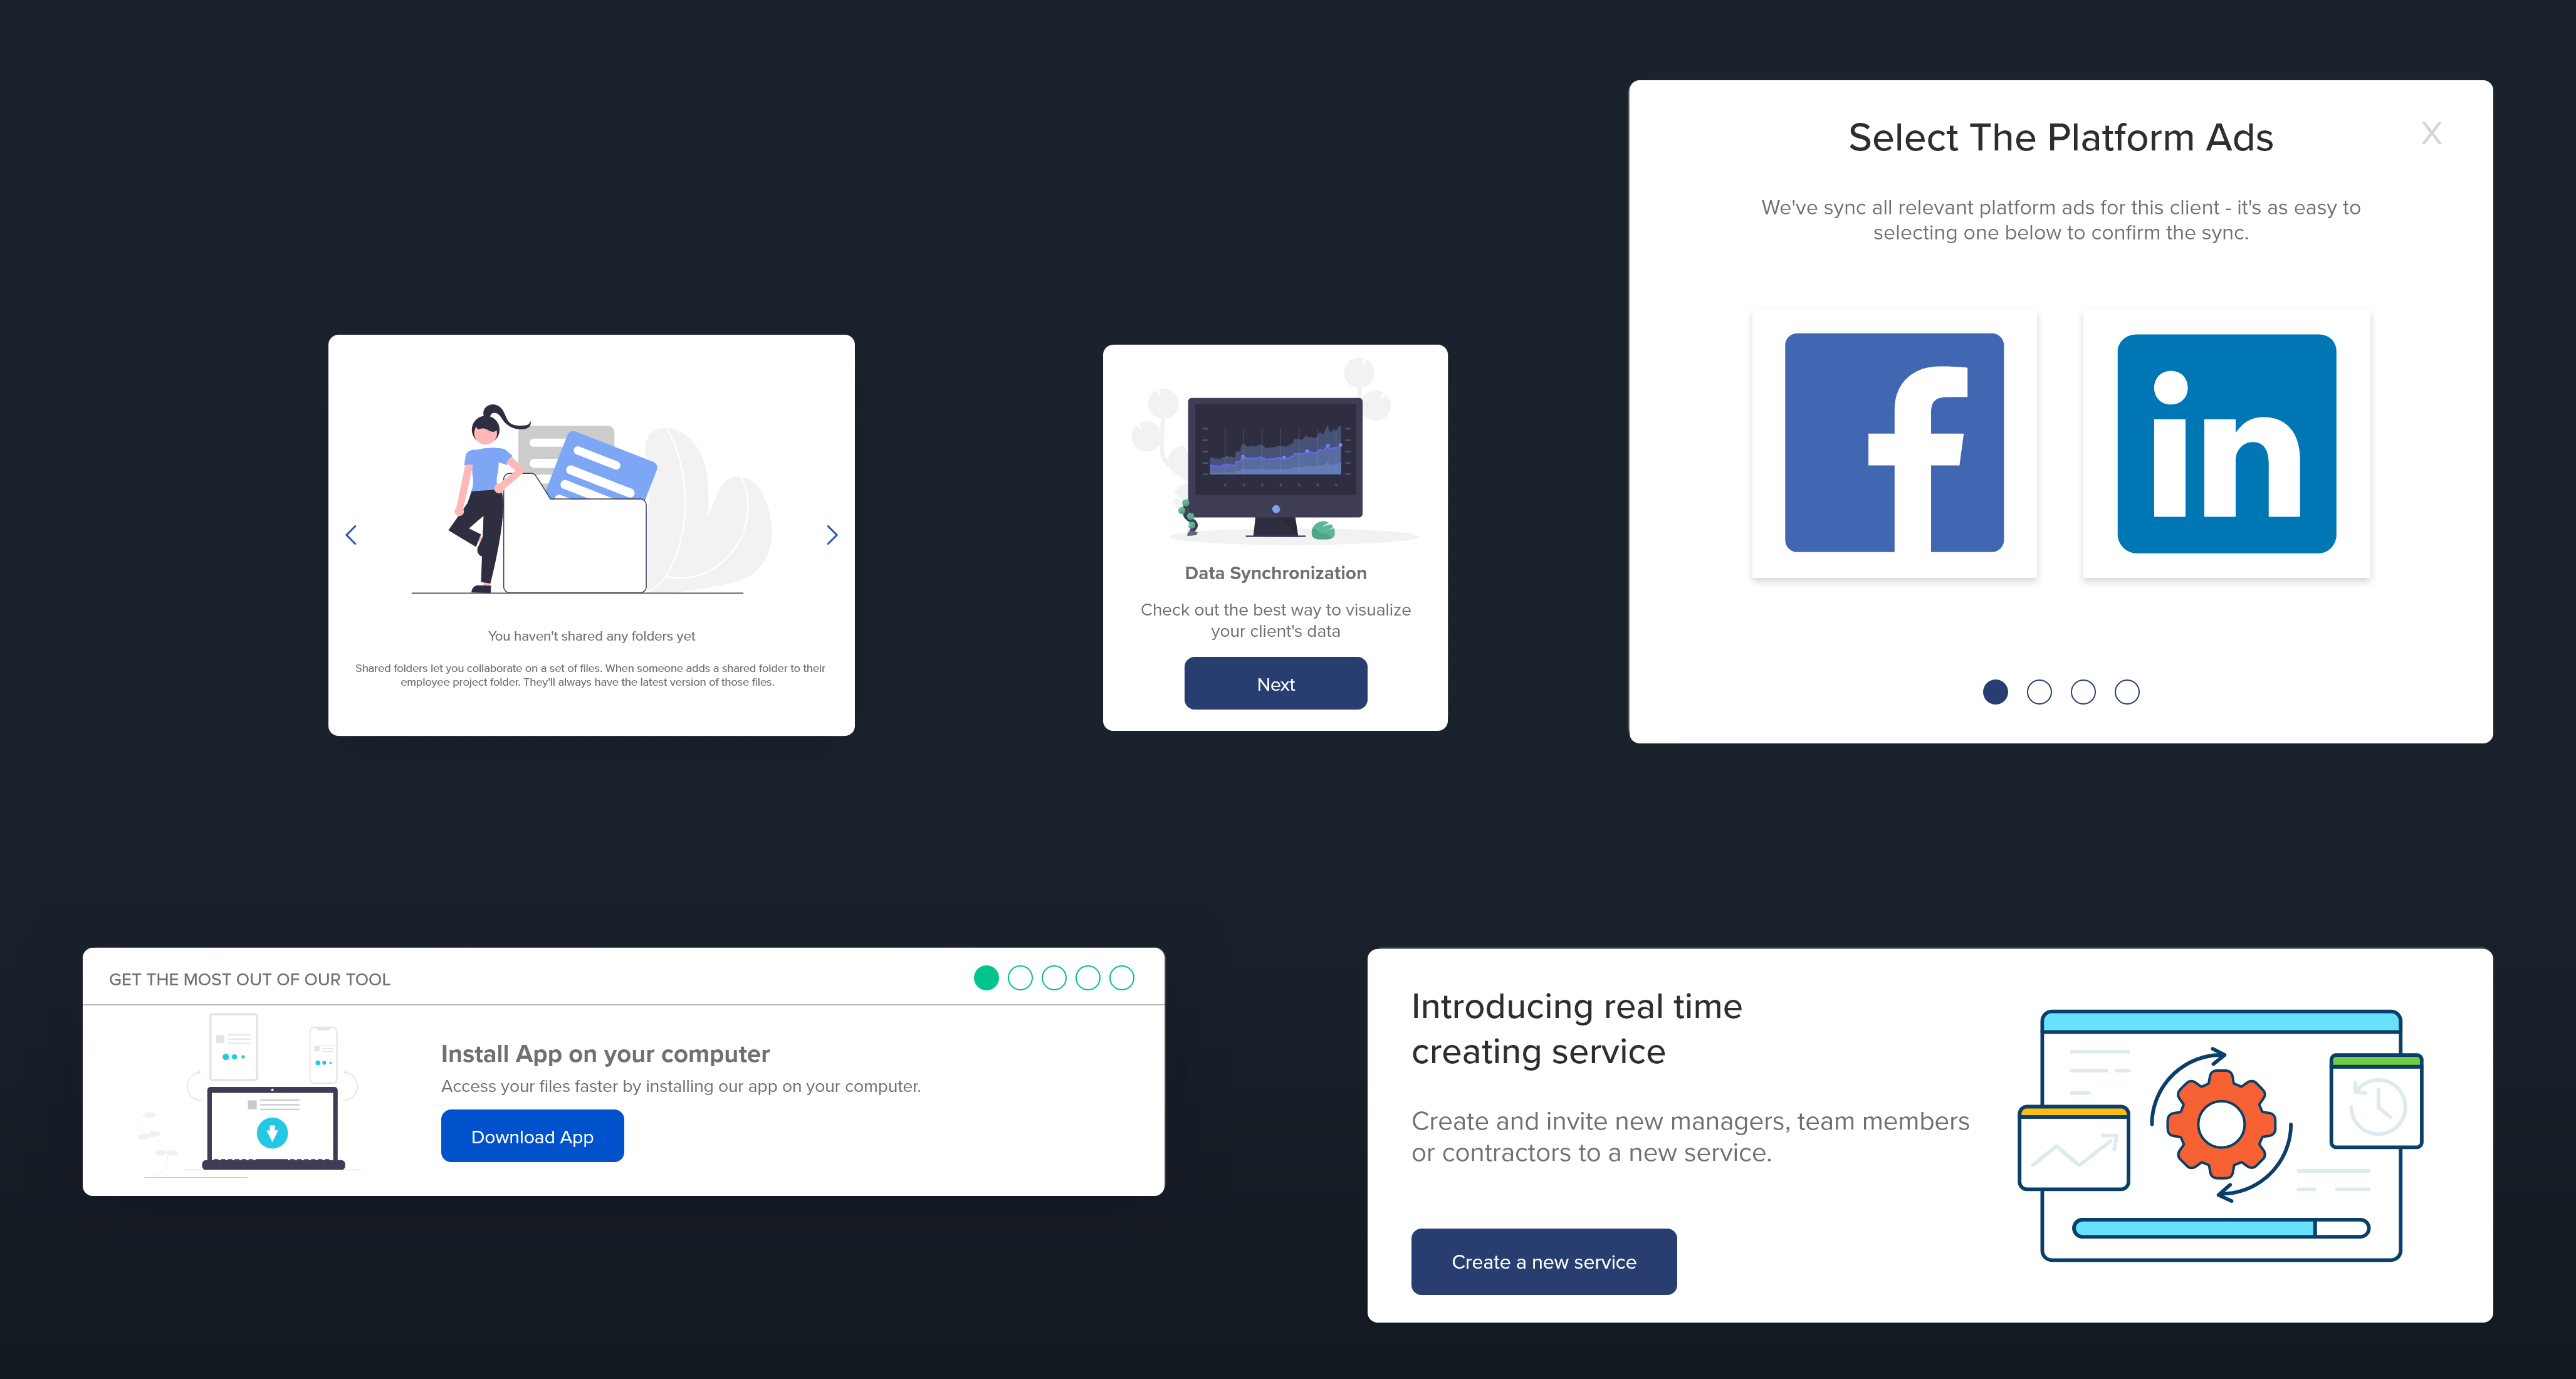 You haven't shared any folders yet
Shared folders let you collaborate on a set of files. When someone adds a shared folder to their
employee project folder. They'll always have the latest version of those files.
Data Synchronization
Check out the best way to visualize
your client's data
Next
Select The Platform Ads
X
We've sync all relevant platform ads for this client - it's as easy to
selecting one below to confirm the sync.
f
in
GET THE MOST OUT OF OUR TOOL
Install App on your computer
Access your files faster by installing our app on your computer.
Download App
Introducing real time
creating service
Create and invite new managers, team members
or contractors to a new service.
Create a new service